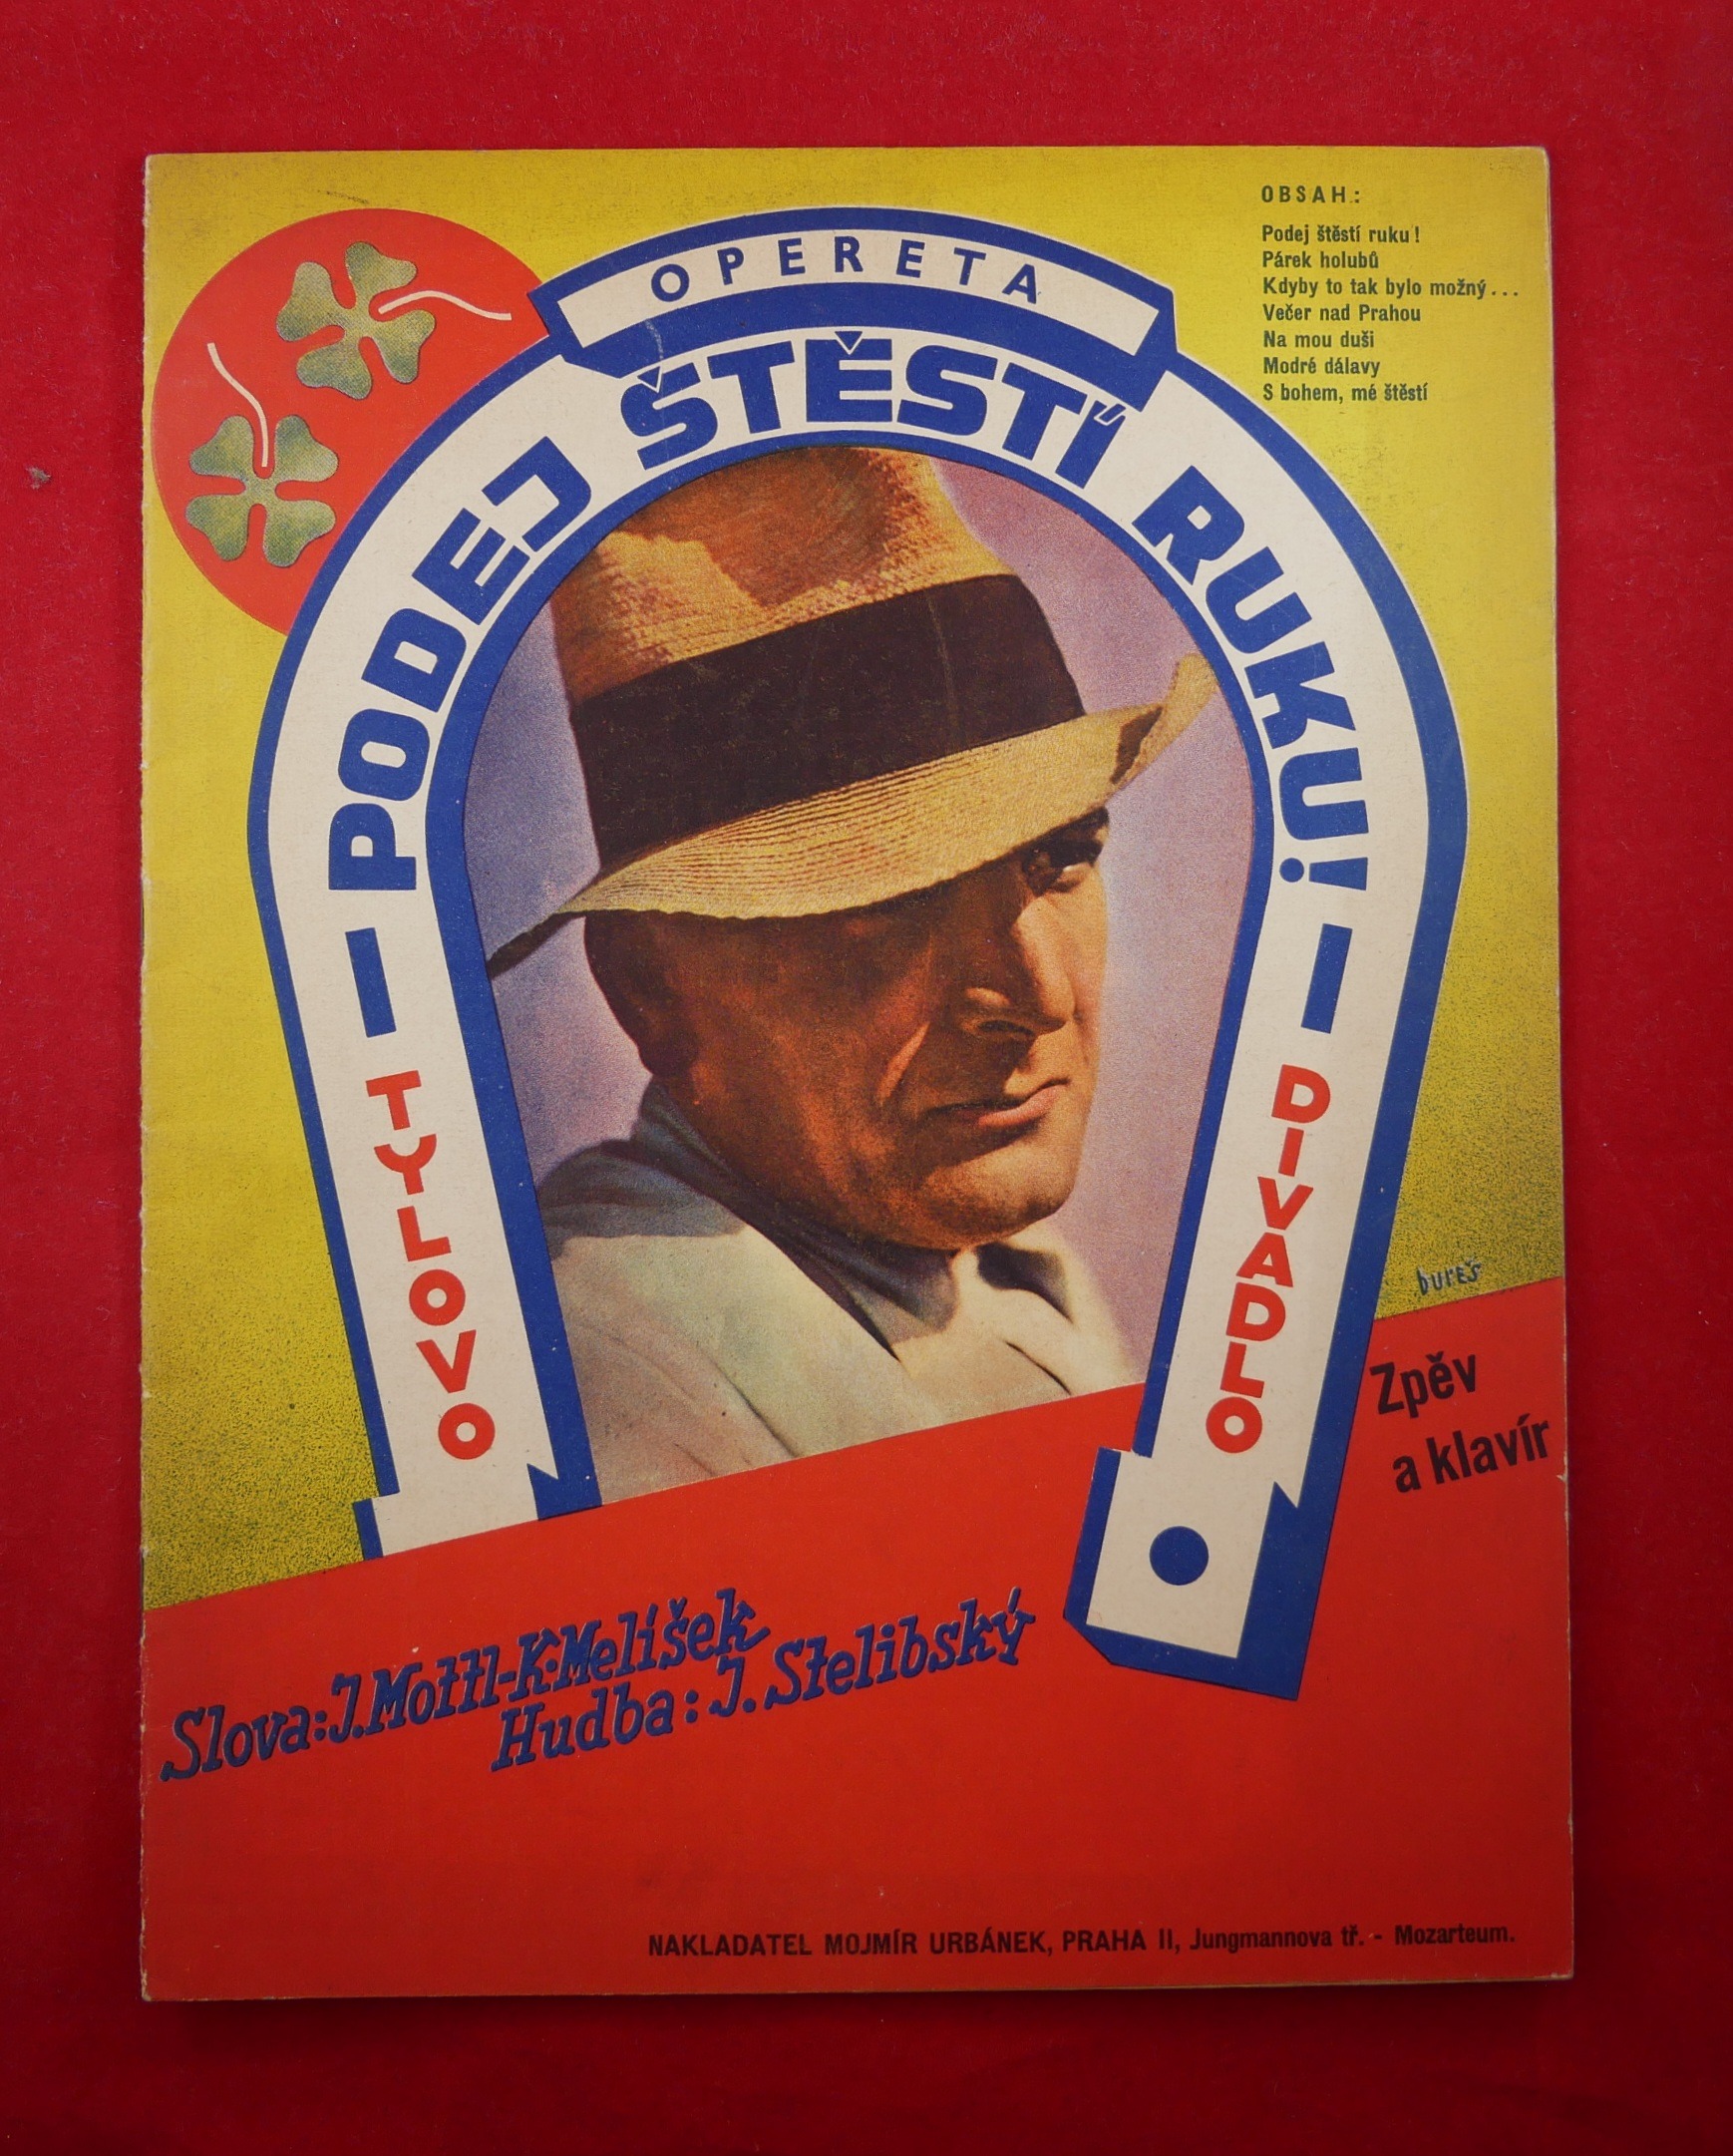 OBSAH:
Podej štěstí ruku!
Párek holubů
Kdyby to tak bylo možný...
Večer nad Prahou
Na mou duši
Modré dálavy
S bohem, mé štěstí
OPERETA
PODEJ ŠTĚSTÍ RUKU!
TYLOVO
DIVADLO
bureš
Zpěv
a klavír
Slova: J. Mottl-K. Melíšek
Hudba: J. Stelibský
NAKLADATEL MOJMÍR URBÁNEK, PRAHA II, Jungmannova tř. - Mozarteum.